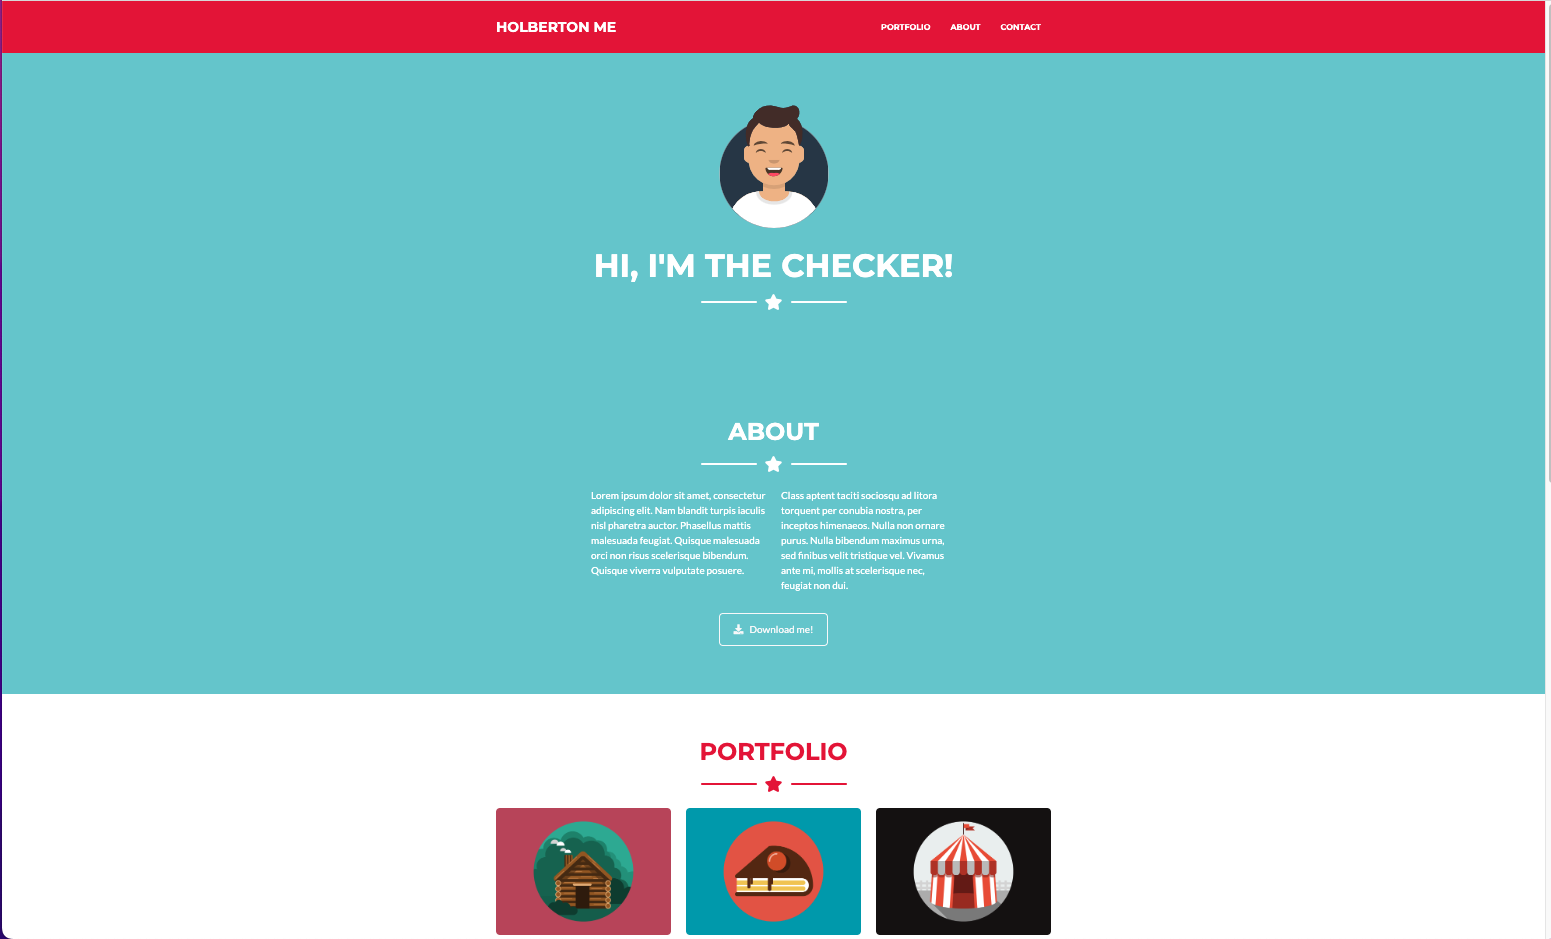 HOLBERTON ME
PORTFOLIO ABOUT CONTACT
HI, I'M THE CHECKER!
ABOUT
Lorem ipsum dolor sit amet, consectetur
adipiscing elit. Nam blandit turpis iaculis
nisl pharetra auctor. Phasellus mattis
malesuada feugiat. Quisque malesuada
orci non risus scelerisque bibendum.
Quisque viverra vulputate posuere.
Class aptent taciti sociosqu ad litora
torquent per conubia nostra, per
inceptos himenaeos. Nulla non ornare
purus. Nulla bibendum maximus urna,
sed finibus velit tristique vel. Vivamus
ante mi, mollis at scelerisque nec,
feugiat non dui.
Download me!
PORTFOLIO